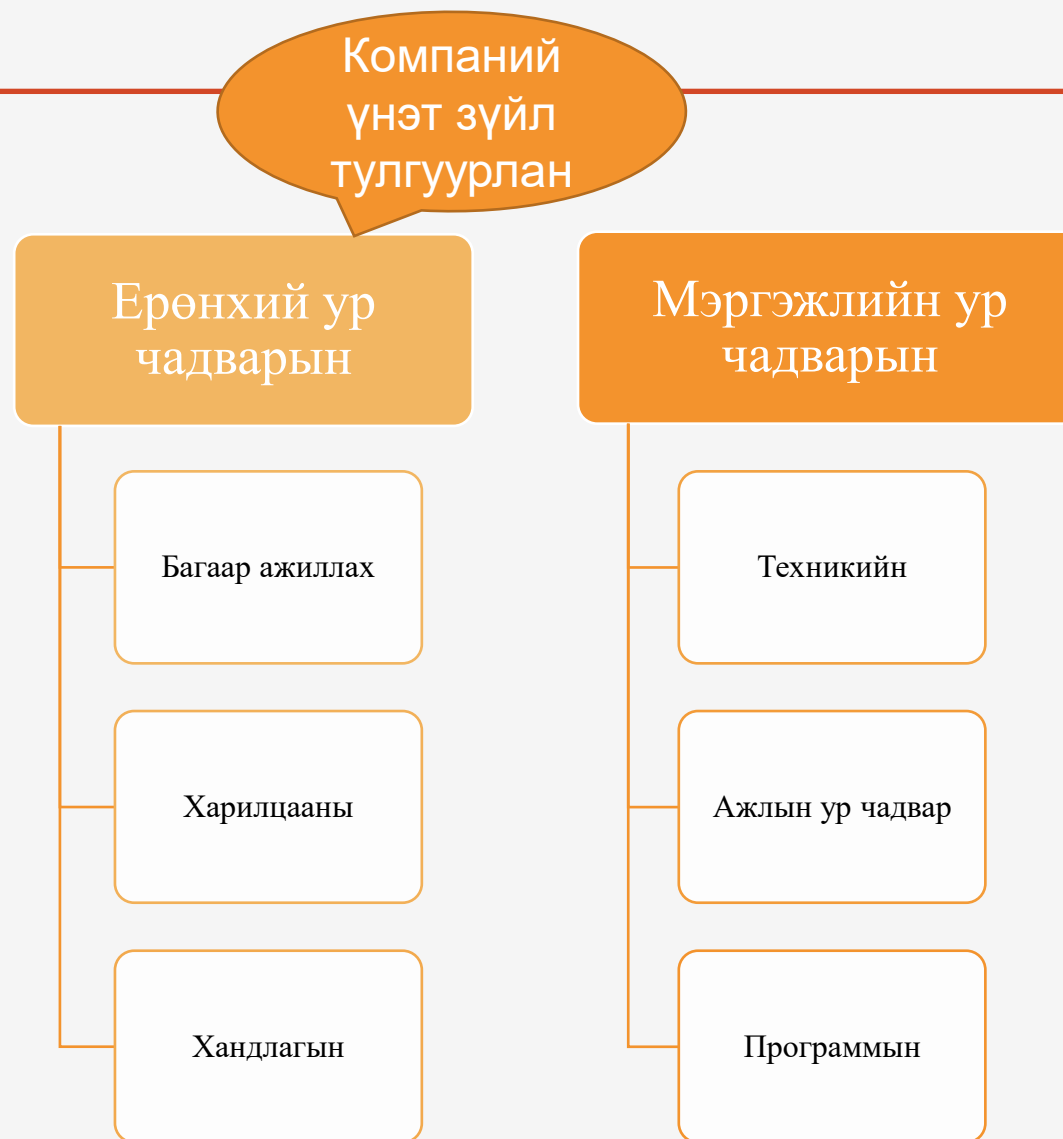 Компаний
үнэт зүйл
тулгуурлан
Ерөнхий ур
чадварын
Багаар ажиллах
Харилцааны
Хандлагын
Мэргэжлийн ур
чадварын
Техникийн
Ажлын ур чадвар
Программын